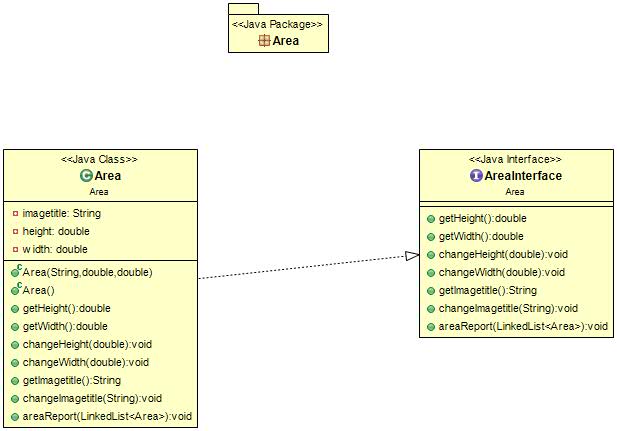 <<Java Package>>
Area
<<Java Class>>
Area
Area
imagetitle: String
height: double
width: double
Area(String,double,double)
Area()
getHeight():double
getWidth():double
changeHeight(double):void
changeWidth(double):void
getImagetitle():String
changeImagetitle(String):void
areaReport(LinkedList<Area>):void
<<Java Interface>>
AreaInterface
Area
getHeight():double
getWidth():double
changeHeight(double):void
changeWidth(double):void
getImagetitle():String
changeImagetitle(String):void
areaReport(LinkedList<Area>):void